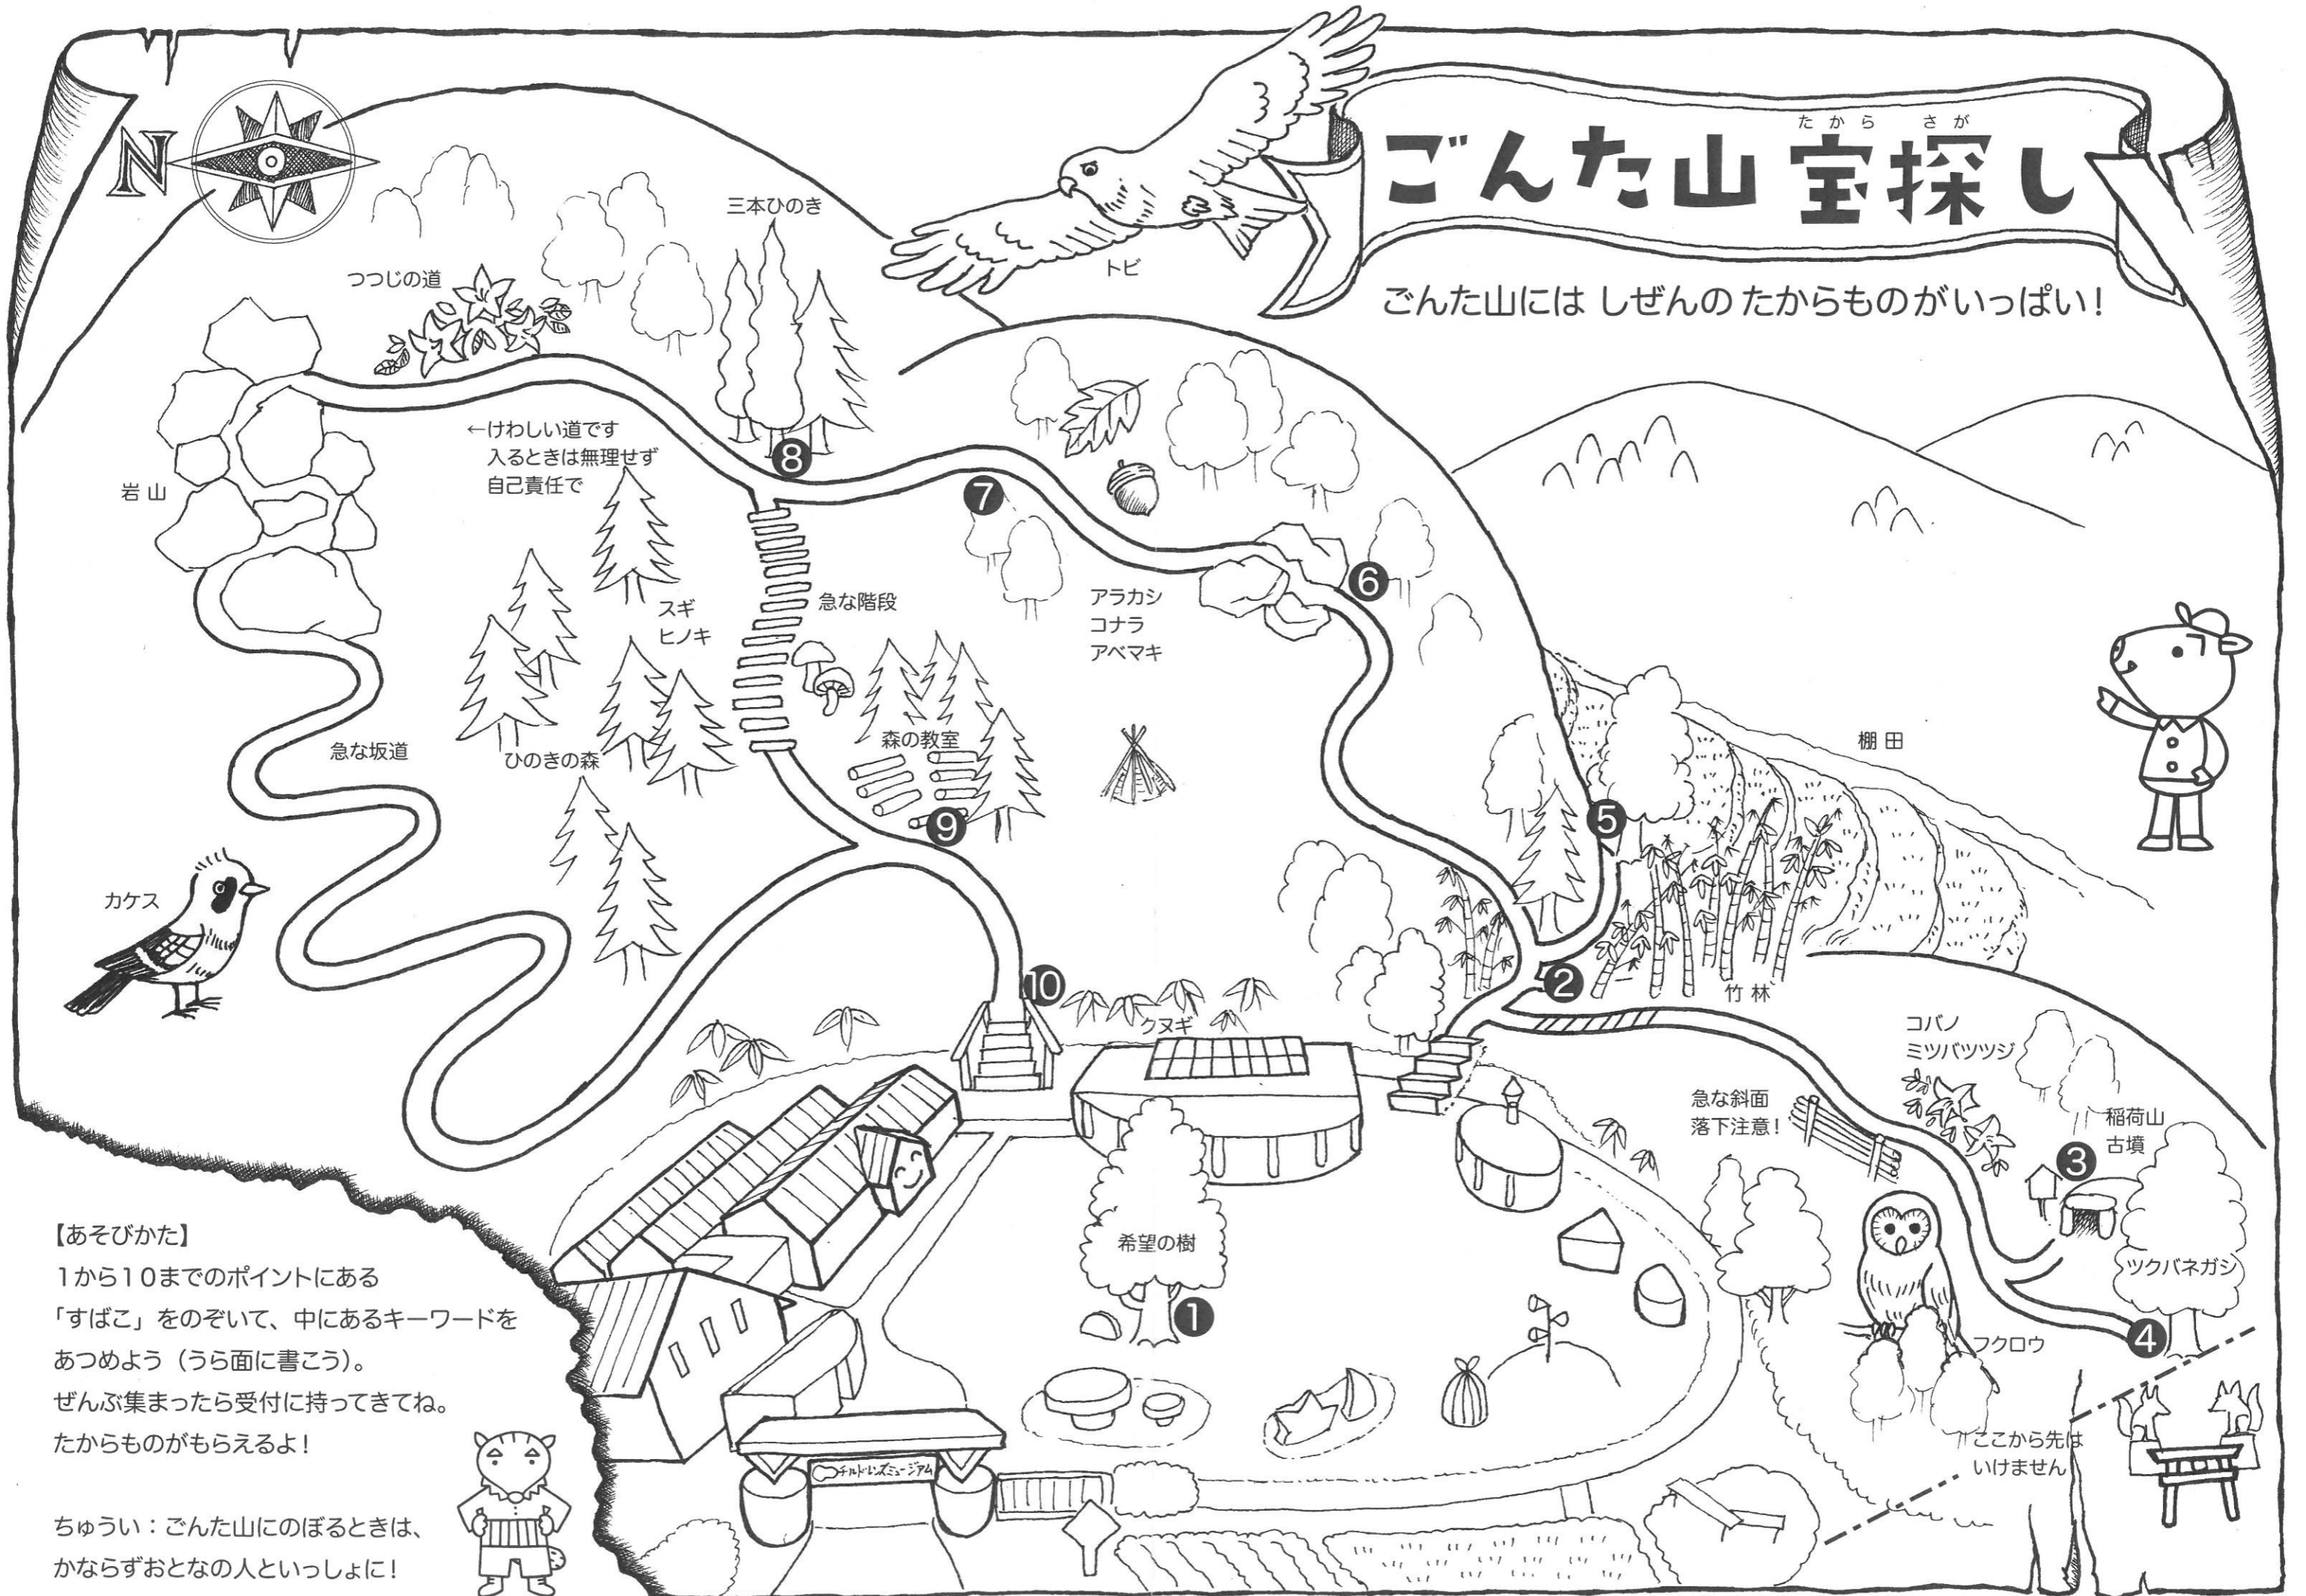 N
たからさが
ごんた山 宝探し
ごんた山には しぜんの たからものがいっぱい！
トビ
三本ひのき
つつじの道
←けわしい道です
入るときは無理せず
自己責任で
岩山
8
7
6
急な階段
スギ
ヒノキ
アラカシ
コナラ
アベマキ
森の教室
ひのきの森
急な坂道
棚田
5
9
カケス
10
2
竹林
クヌギ
コバノ
ミツバツツジ
急な斜面
落下注意！
稲荷山
古墳
3
希望の樹
ツクバネガシ
1
4
フクロウ
ここから先は
いけません
チルドレンズミュージアム
【あそびかた】
１から１０までのポイントにある
「すばこ」をのぞいて、中にあるキーワードを
あつめよう（うら面に書こう）。
ぜんぶ集まったら受付に持ってきてね。
たからものがもらえるよ！
ちゅうい：ごんた山にのぼるときは、
かならずおとなの人といっしょに！